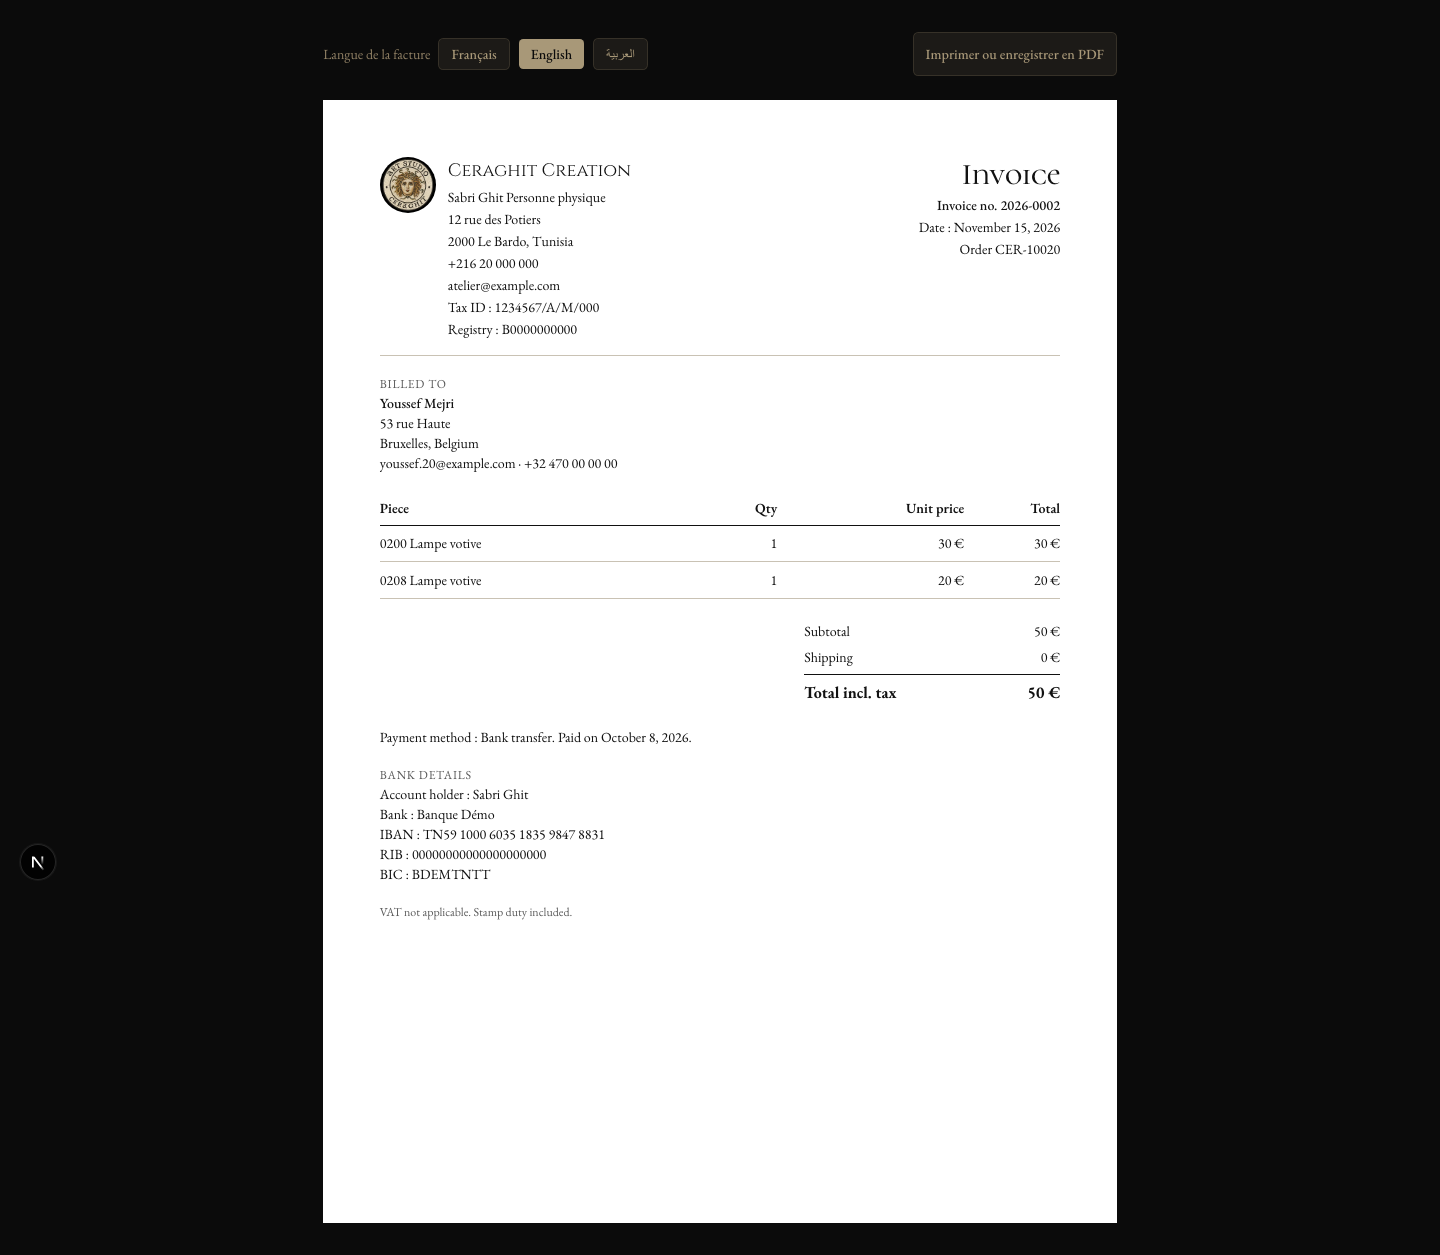 Langue de la facture Français English العربية Imprimer ou enregistrer en PDF
ART STUDIO
CERAGHIT
Ceraghit Creation
Sabri Ghit Personne physique
12 rue des Potiers
2000 Le Bardo, Tunisia
+216 20 000 000
atelier@example.com
Tax ID : 1234567/A/M/000
Registry : B0000000000
Invoice
Invoice no. 2026-0002
Date : November 15, 2026
Order CER-10020
BILLED TO
Youssef Mejri
53 rue Haute
Bruxelles, Belgium
youssef.20@example.com · +32 470 00 00 00
Piece Qty Unit price Total
0200 Lampe votive 1 30 € 30 €
0208 Lampe votive 1 20 € 20 €
Subtotal 50 €
Shipping 0 €
Total incl. tax 50 €
Payment method : Bank transfer. Paid on October 8, 2026.
BANK DETAILS
Account holder : Sabri Ghit
Bank : Banque Démo
IBAN : TN59 1000 6035 1835 9847 8831
RIB : 00000000000000000000
BIC : BDEMTNTT
N
VAT not applicable. Stamp duty included.